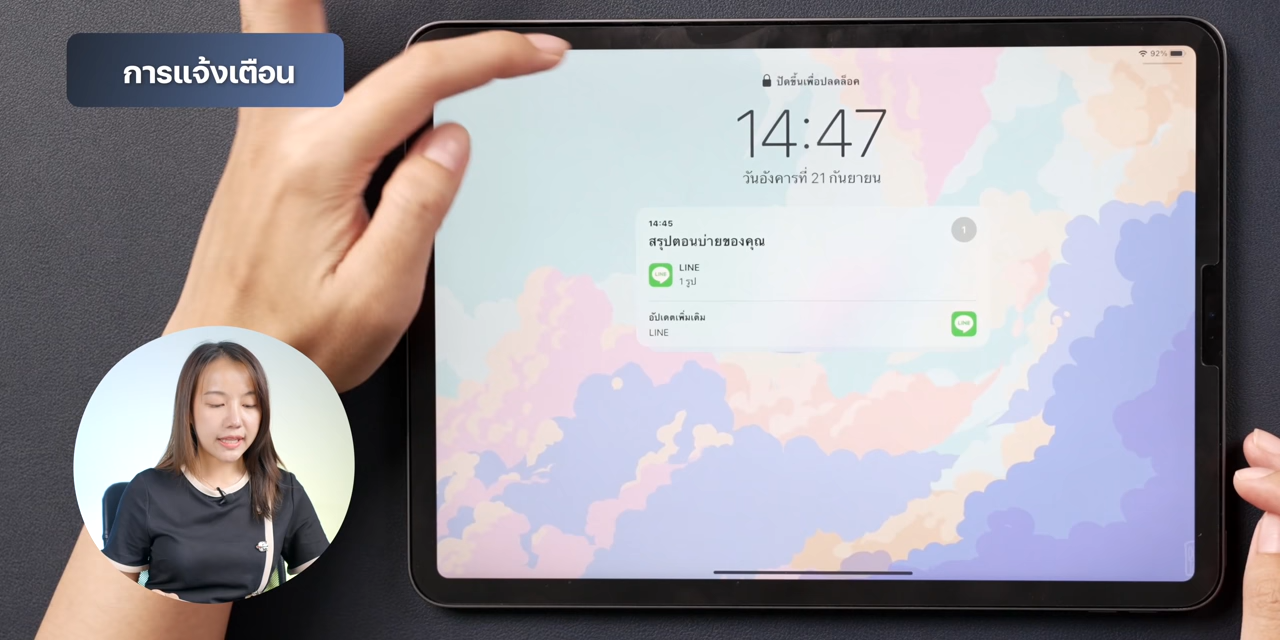 การแจ้งเตือน
92%
ปัดขึ้นเพื่อปลดล็อค
14:47
วันอังคารที่ 21 กันยายน
14:45
สรุปตอนบ่ายของคุณ
1
LINE
LINE
1 รูป
อัปเดตเพิ่มเติม
LINE
LINE